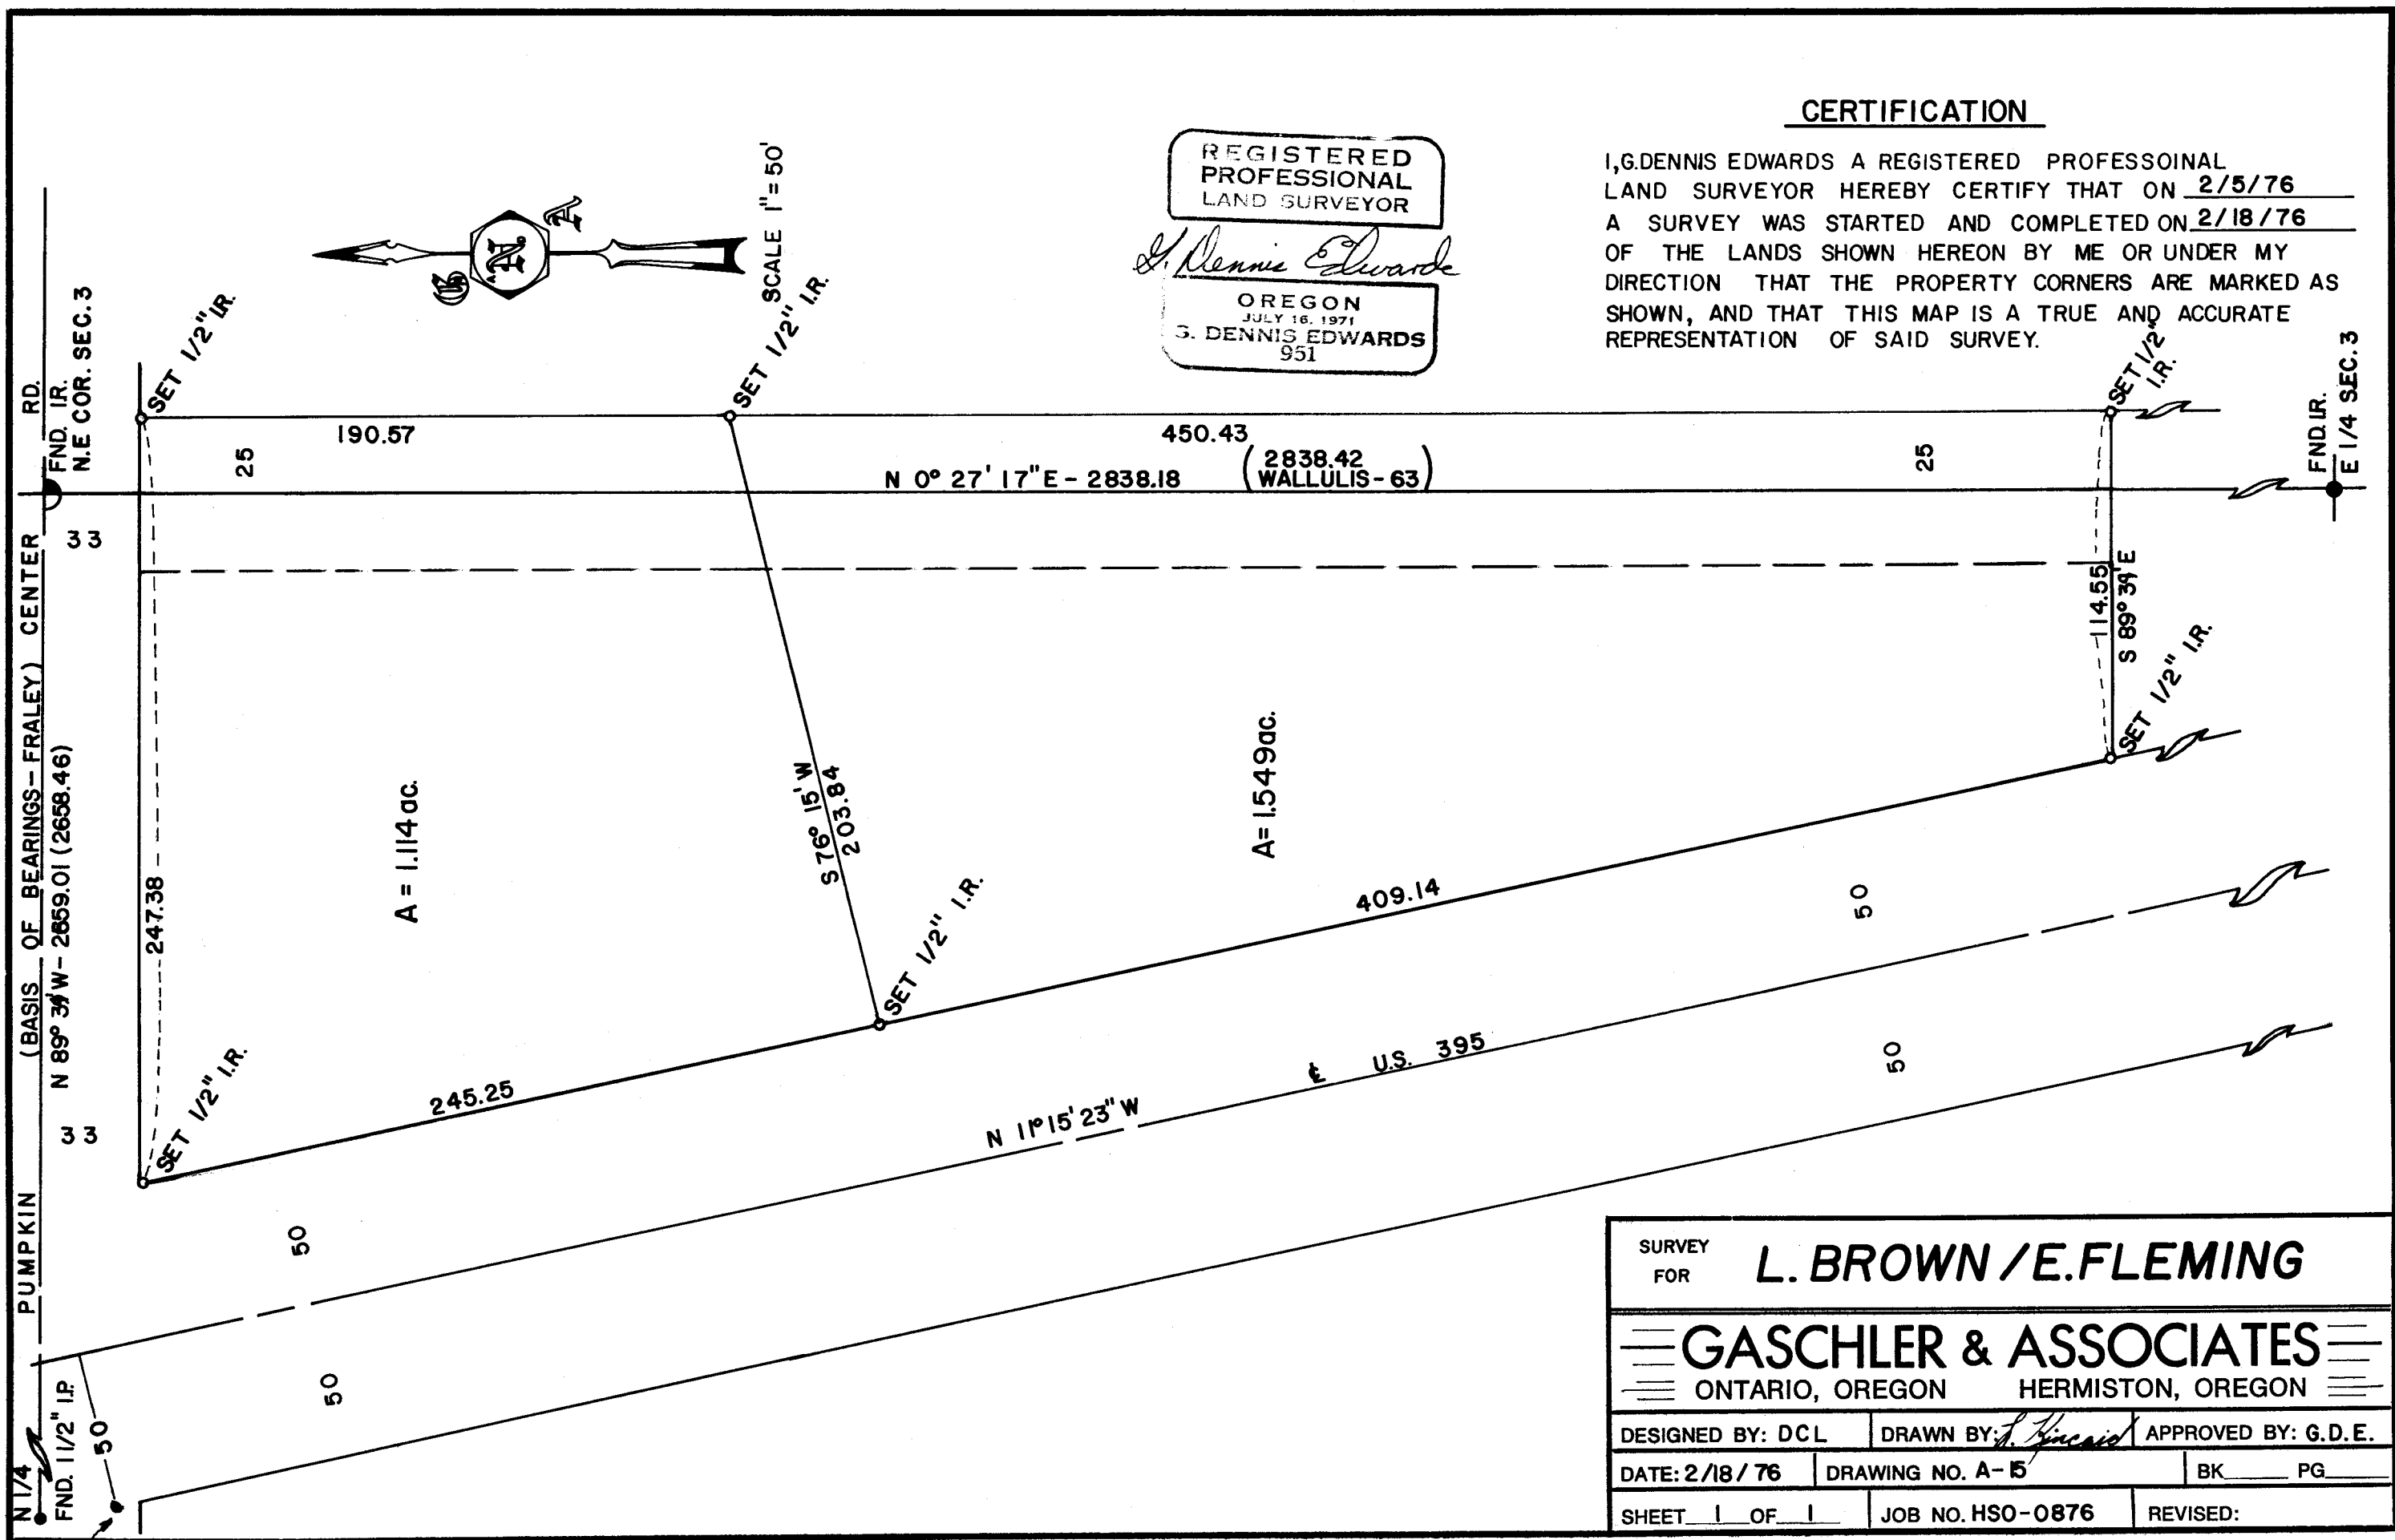 CERTIFICATION
I,G.DENNIS EDWARDS A REGISTERED PROFESSOINAL
LAND SURVEYOR HEREBY CERTIFY THAT ON 2/5/76
A SURVEY WAS STARTED AND COMPLETED ON 2/18/76
OF THE LANDS SHOWN HEREON BY ME OR UNDER MY
DIRECTION THAT THE PROPERTY CORNERS ARE MARKED AS
SHOWN, AND THAT THIS MAP IS A TRUE AND ACCURATE
REPRESENTATION OF SAID SURVEY.
REGISTERED
PROFESSIONAL
LAND SURVEYOR
G. Dennis Edwards
OREGON
JULY 16, 1971
G. DENNIS EDWARDS
951
N
SCALE 1"=50'
PUMPKIN CENTER RD.
(BASIS OF BEARINGS-FRALEY)
N 89° 39' W- 2659.01 (2658.46)
FND. I.R.
N.E COR. SEC. 3
33
33
SET 1/2" I.R.
SET 1/2" I.R.
SET 1/2" I.R.
190.57
450.43
25
25
N 0° 27' 17" E - 2838.18
(2838.42
WALLULIS-63)
FND. I.R.
E 1/4 SEC. 3
247.38
A = 1.114 ac.
S 76° 15' W
203.84
A= 1.549 ac.
114.55
S 89° 39' E
SET 1/2" I.R.
SET 1/2" I.R.
SET 1/2" I.R.
245.25
409.14
N 11° 15' 23" W
℄ U.S. 395
50
50
50
50
50
N 1/4
FND. 1 1/2" I.P.
SURVEY
FOR
L. BROWN / E. FLEMING
GASCHLER & ASSOCIATES
ONTARIO, OREGON HERMISTON, OREGON
DESIGNED BY: DCL DRAWN BY: L. Kincaid APPROVED BY: G.D.E.
DATE: 2/18/76 DRAWING NO. A-15 BK____ PG____
SHEET 1 OF 1 JOB NO. HSO-0876 REVISED: